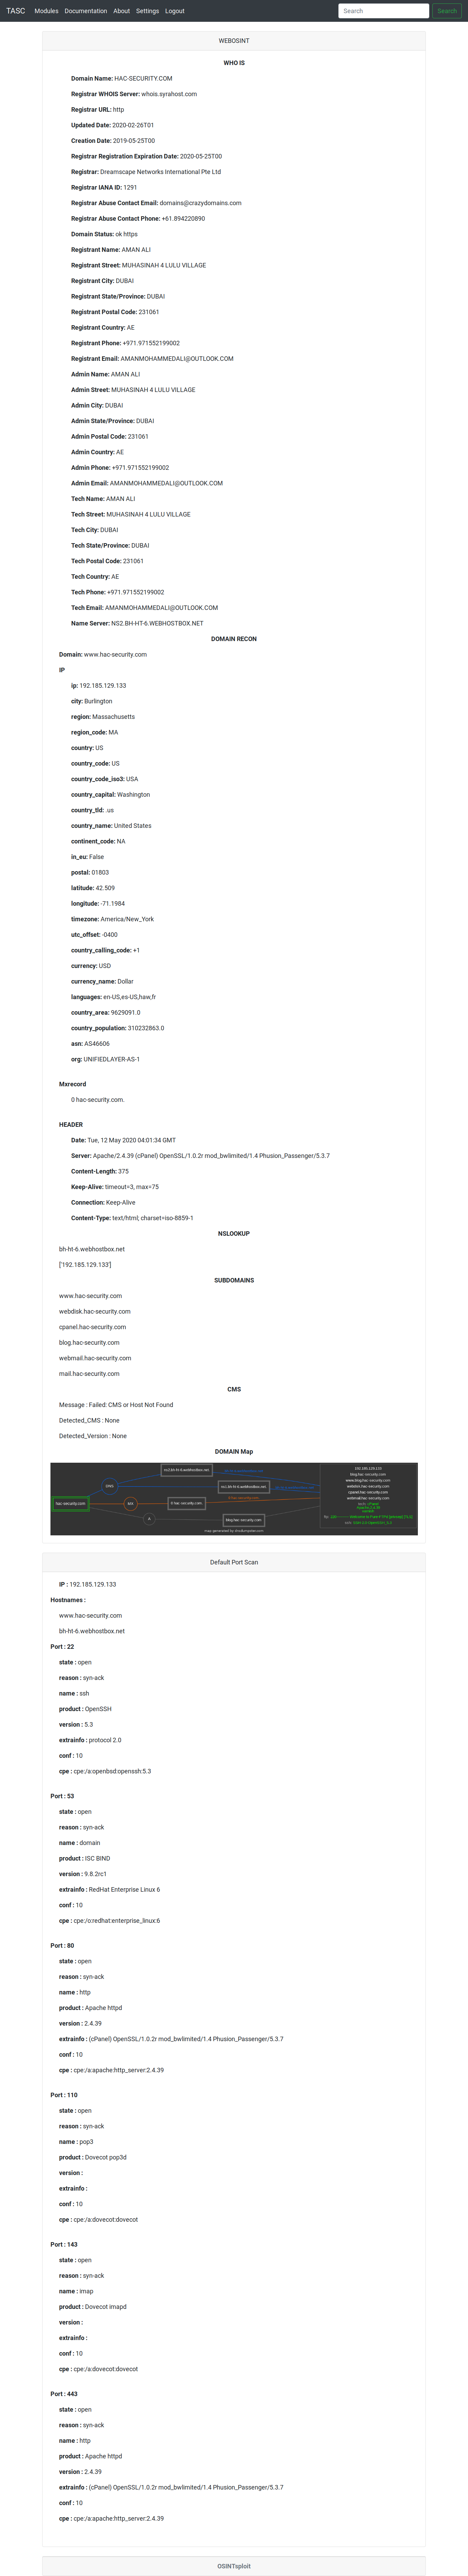 TASC Modules Documentation About Settings Logout Search Search
WEBOSINT
WHO IS
Domain Name: HAC-SECURITY.COM
Registrar WHOIS Server: whois.syrahost.com
Registrar URL: http
Updated Date: 2020-02-26T01
Creation Date: 2019-05-25T00
Registrar Registration Expiration Date: 2020-05-25T00
Registrar: Dreamscape Networks International Pte Ltd
Registrar IANA ID: 1291
Registrar Abuse Contact Email: domains@crazydomains.com
Registrar Abuse Contact Phone: +61.894220890
Domain Status: ok https
Registrant Name: AMAN ALI
Registrant Street: MUHASINAH 4 LULU VILLAGE
Registrant City: DUBAI
Registrant State/Province: DUBAI
Registrant Postal Code: 231061
Registrant Country: AE
Registrant Phone: +971.971552199002
Registrant Email: AMANMOHAMMEDALI@OUTLOOK.COM
Admin Name: AMAN ALI
Admin Street: MUHASINAH 4 LULU VILLAGE
Admin City: DUBAI
Admin State/Province: DUBAI
Admin Postal Code: 231061
Admin Country: AE
Admin Phone: +971.971552199002
Admin Email: AMANMOHAMMEDALI@OUTLOOK.COM
Tech Name: AMAN ALI
Tech Street: MUHASINAH 4 LULU VILLAGE
Tech City: DUBAI
Tech State/Province: DUBAI
Tech Postal Code: 231061
Tech Country: AE
Tech Phone: +971.971552199002
Tech Email: AMANMOHAMMEDALI@OUTLOOK.COM
Name Server: NS2.BH-HT-6.WEBHOSTBOX.NET
DOMAIN RECON
Domain: www.hac-security.com
IP
ip: 192.185.129.133
city: Burlington
region: Massachusetts
region_code: MA
country: US
country_code: US
country_code_iso3: USA
country_capital: Washington
country_tld: .us
country_name: United States
continent_code: NA
in_eu: False
postal: 01803
latitude: 42.509
longitude: -71.1984
timezone: America/New_York
utc_offset: -0400
country_calling_code: +1
currency: USD
currency_name: Dollar
languages: en-US,es-US,haw,fr
country_area: 9629091.0
country_population: 310232863.0
asn: AS46606
org: UNIFIEDLAYER-AS-1
Mxrecord
0 hac-security.com.
HEADER
Date: Tue, 12 May 2020 04:01:34 GMT
Server: Apache/2.4.39 (cPanel) OpenSSL/1.0.2r mod_bwlimited/1.4 Phusion_Passenger/5.3.7
Content-Length: 375
Keep-Alive: timeout=3, max=75
Connection: Keep-Alive
Content-Type: text/html; charset=iso-8859-1
NSLOOKUP
bh-ht-6.webhostbox.net
['192.185.129.133']
SUBDOMAINS
www.hac-security.com
webdisk.hac-security.com
cpanel.hac-security.com
blog.hac-security.com
webmail.hac-security.com
mail.hac-security.com
CMS
Message : Failed: CMS or Host Not Found
Detected_CMS : None
Detected_Version : None
DOMAIN Map
hac-security.com
MX
A
ns2.bh-ht-6.webhostbox.net
ns1.bh-ht-6.webhostbox.net
0 hac-security.com.
blog.hac-security.com
192.185.129.133
blog.hac-security.com
www.blog.hac-security.com
webdisk.hac-security.com
cpanel.hac-security.com
webmail.hac-security.com
map generated by dnsdumpster.com
Default Port Scan
IP : 192.185.129.133
Hostnames :
www.hac-security.com
bh-ht-6.webhostbox.net
Port : 22
state : open
reason : syn-ack
name : ssh
product : OpenSSH
version : 5.3
extrainfo : protocol 2.0
conf : 10
cpe : cpe:/a:openbsd:openssh:5.3
Port : 53
state : open
reason : syn-ack
name : domain
product : ISC BIND
version : 9.8.2rc1
extrainfo : RedHat Enterprise Linux 6
conf : 10
cpe : cpe:/o:redhat:enterprise_linux:6
Port : 80
state : open
reason : syn-ack
name : http
product : Apache httpd
version : 2.4.39
extrainfo : (cPanel) OpenSSL/1.0.2r mod_bwlimited/1.4 Phusion_Passenger/5.3.7
conf : 10
cpe : cpe:/a:apache:http_server:2.4.39
Port : 110
state : open
reason : syn-ack
name : pop3
product : Dovecot pop3d
version :
extrainfo :
conf : 10
cpe : cpe:/a:dovecot:dovecot
Port : 143
state : open
reason : syn-ack
name : imap
product : Dovecot imapd
version :
extrainfo :
conf : 10
cpe : cpe:/a:dovecot:dovecot
Port : 443
state : open
reason : syn-ack
name : http
product : Apache httpd
version : 2.4.39
extrainfo : (cPanel) OpenSSL/1.0.2r mod_bwlimited/1.4 Phusion_Passenger/5.3.7
conf : 10
cpe : cpe:/a:apache:http_server:2.4.39
OSINTsploit